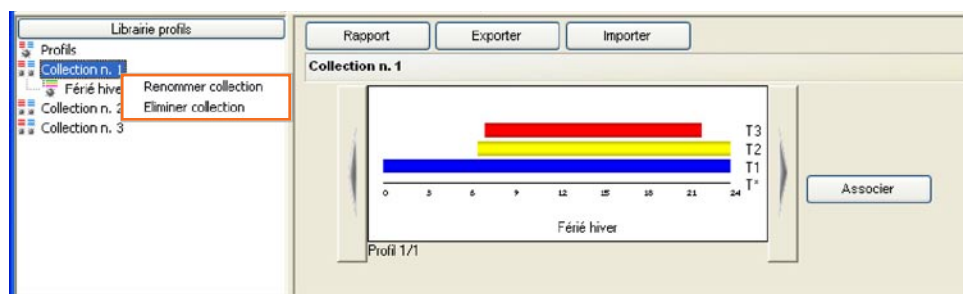 Librairie profils
Profils
Collection n. 1
Férié hive
Collection n. 2
Collection n. 3
Renommer collection
Eliminer collection
Rapport Exporter Importer
Collection n. 1
T3
T2
T1
T*
0 3 6 9 12 15 18 21 24
Férié hiver
Profil 1/1
Associer